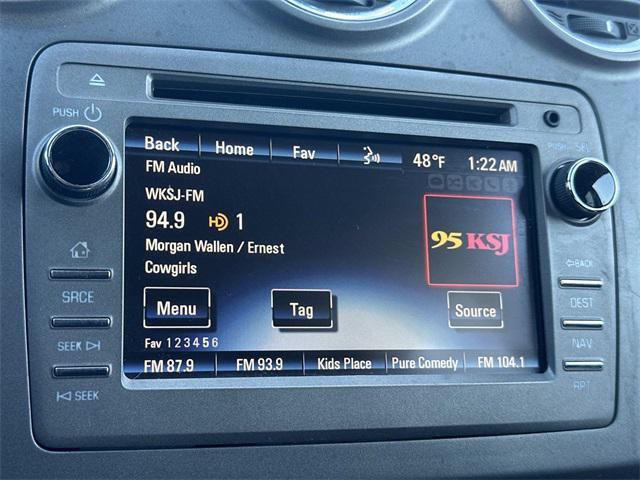 PUSH
PUSH SEL
Back Home Fav 48°F 1:22 AM
FM Audio
WKSJ-FM
94.9 HD 1
95 KSJ
Morgan Wallen / Ernest
Cowgirls
Menu Tag Source
Fav 1 2 3 4 5 6
FM 87.9 FM 93.9 Kids Place Pure Comedy FM 104.1
SRCE
SEEK
SEEK
BACK
DEST
NAV
RPT